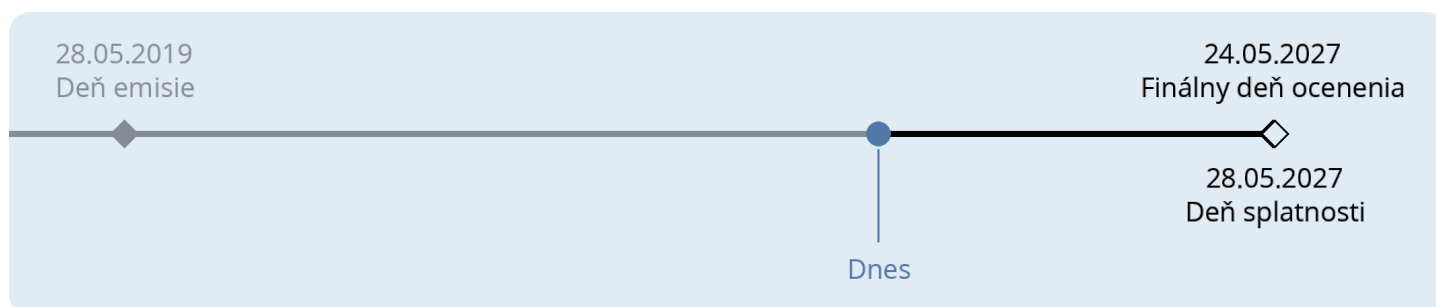 28.05.2019
Deň emisie
24.05.2027
Finálny deň ocenenia
28.05.2027
Deň splatnosti
Dnes